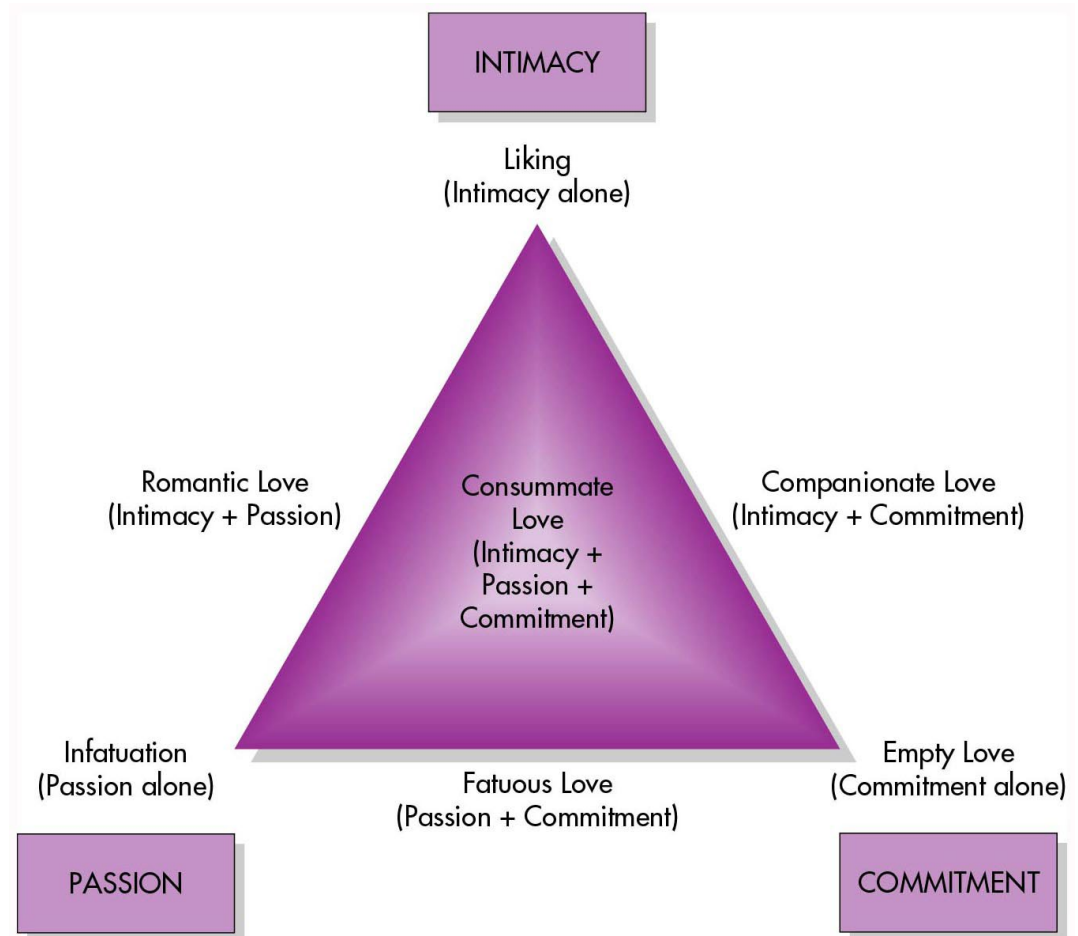 INTIMACY
Liking
(Intimacy alone)
Romantic Love
(Intimacy + Passion)
Consummate
Love
(Intimacy +
Passion +
Commitment)
Companionate Love
(Intimacy + Commitment)
Infatuation
(Passion alone)
Fatuous Love
(Passion + Commitment)
Empty Love
(Commitment alone)
PASSION
COMMITMENT